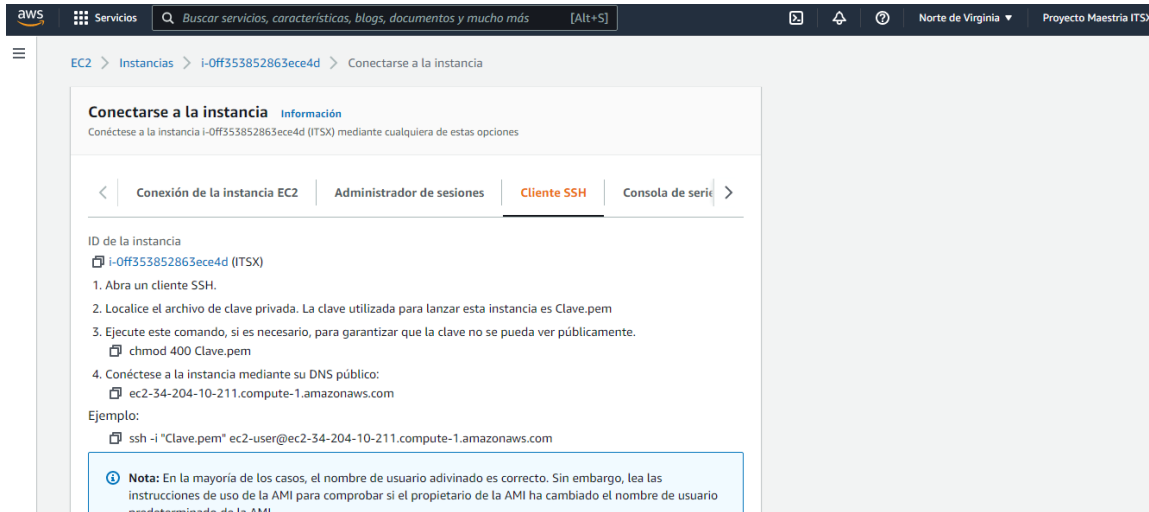 aws
Servicios
Buscar servicios, características, blogs, documentos y mucho más [Alt+S]
Norte de Virginia ▼
Proyecto Maestria ITSX
EC2 > Instancias > i-0ff353852863ece4d > Conectarse a la instancia
Conectarse a la instancia Información
Conéctese a la instancia i-0ff353852863ece4d (ITSX) mediante cualquiera de estas opciones
Conexión de la instancia EC2 Administrador de sesiones Cliente SSH Consola de serie
ID de la instancia
i-0ff353852863ece4d (ITSX)
1. Abra un cliente SSH.
2. Localice el archivo de clave privada. La clave utilizada para lanzar esta instancia es Clave.pem
3. Ejecute este comando, si es necesario, para garantizar que la clave no se pueda ver públicamente.
chmod 400 Clave.pem
4. Conéctese a la instancia mediante su DNS público:
ec2-34-204-10-211.compute-1.amazonaws.com
Ejemplo:
ssh -i "Clave.pem" ec2-user@ec2-34-204-10-211.compute-1.amazonaws.com
Nota: En la mayoría de los casos, el nombre de usuario adivinado es correcto. Sin embargo, lea las
instrucciones de uso de la AMI para comprobar si el propietario de la AMI ha cambiado el nombre de usuario
predeterminado de la AMI